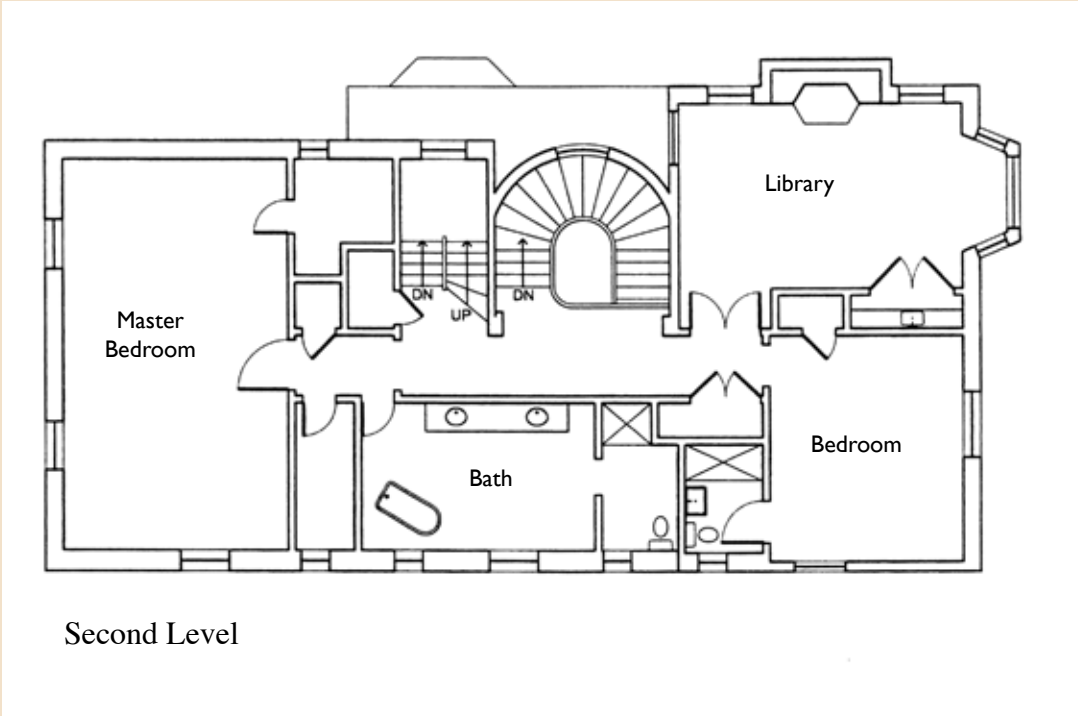 Library
DN
UP
DN
Master
Bedroom
Bedroom
Bath
Second Level